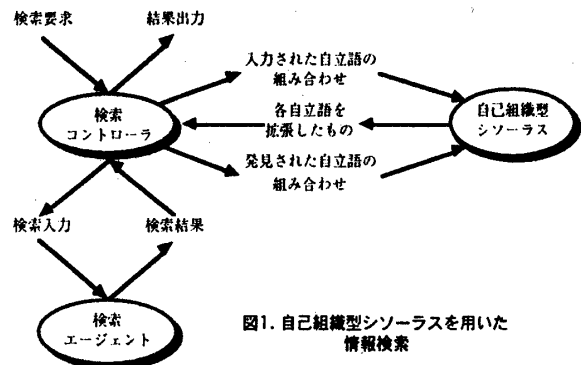 検索要求
結果出力
入力された自立語の
組み合わせ
検索
コントローラ
各自立語を
拡張したもの
自己組織型
シソーラス
発見された自立語の
組み合わせ
検索入力
検索結果
検索
エージェント
図1. 自己組織型シソーラスを用いた
情報検索